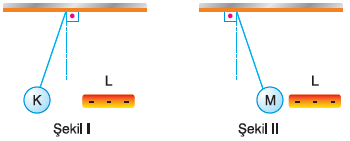 L L
K - - - M - - -
Şekil I Şekil II